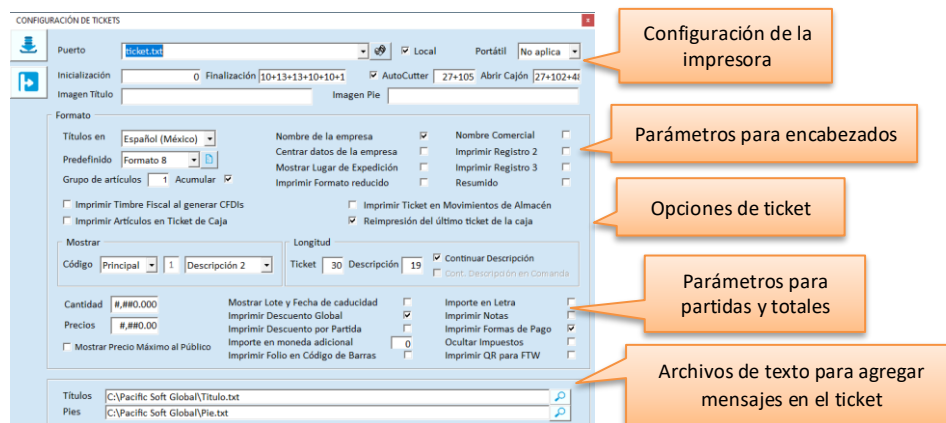 CONFIGURACIÓN DE TICKETS
Puerto ticket.txt Local Portátil No aplica
Inicialización 0 Finalización 10+13+13+10+10+1 AutoCutter 27+105 Abrir Cajón 27+102+48
Imagen Título Imagen Pie
Configuración de la
impresora
Formato
Títulos en Español (México) Nombre de la empresa Nombre Comercial
Centrar datos de la empresa Imprimir Registro 2
Predefinido Formato 8 Mostrar Lugar de Expedición Imprimir Registro 3
Grupo de artículos 1 Acumular Imprimir Formato reducido Resumido
Parámetros para encabezados
Imprimir Timbre Fiscal al generar CFDIs Imprimir Ticket en Movimientos de Almacén
Imprimir Artículos en Ticket de Caja Reimpresión del último ticket de la caja
Opciones de ticket
Mostrar Longitud
Código Principal 1 Descripción 2 Ticket 30 Descripción 19 Continuar Descripción
Cont. Descripción en Comanda
Cantidad #,##0.000 Mostrar Lote y Fecha de caducidad Importe en Letra
Imprimir Descuento Global Imprimir Notas
Precios #,##0.00 Imprimir Descuento por Partida Imprimir Formas de Pago
Mostrar Precio Máximo al Público Importe en moneda adicional 0 Ocultar Impuestos
Imprimir Folio en Código de Barras Imprimir QR para FTW
Parámetros para
partidas y totales
Títulos C:\Pacific Soft Global\Titulo.txt
Pies C:\Pacific Soft Global\Pie.txt
Archivos de texto para agregar
mensajes en el ticket